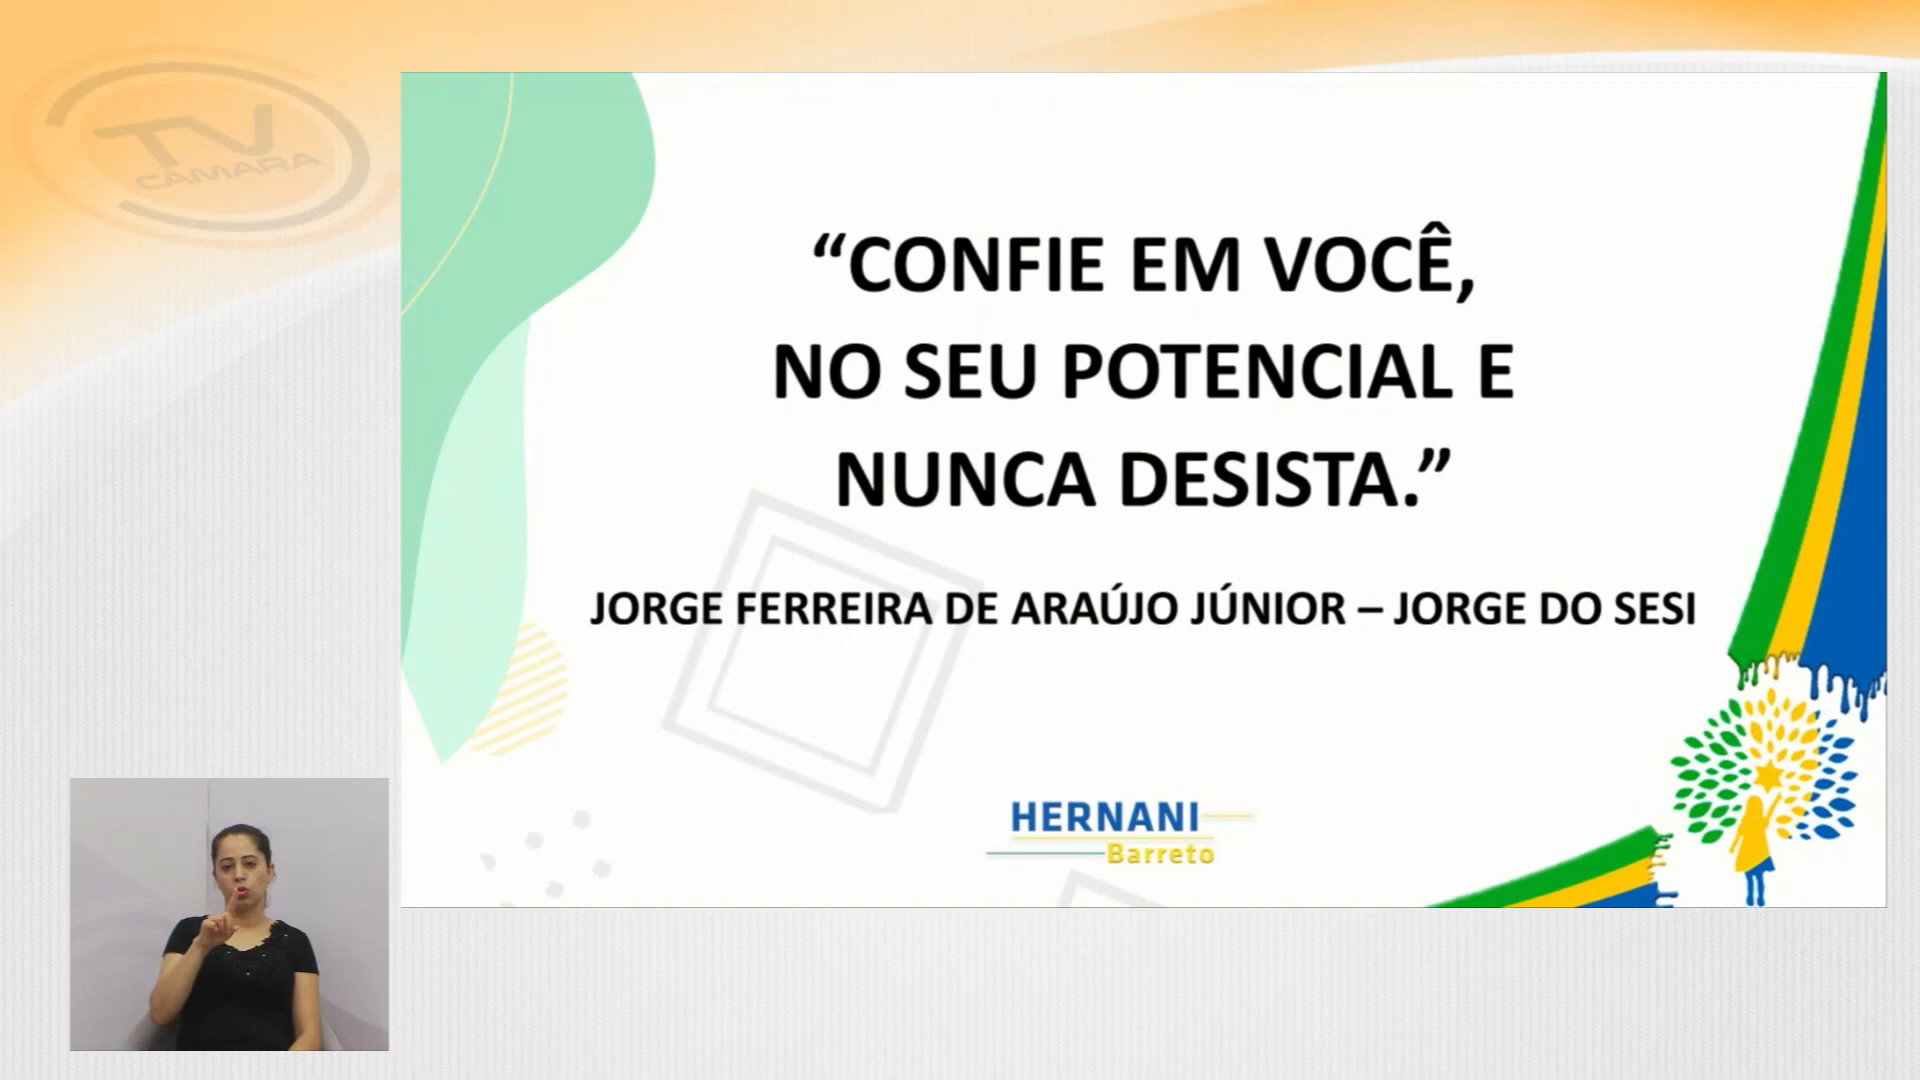 TV
CÂMARA
“CONFIE EM VOCÊ,
NO SEU POTENCIAL E
NUNCA DESISTA.”
JORGE FERREIRA DE ARAÚJO JÚNIOR – JORGE DO SESI
HERNANI
Barreto